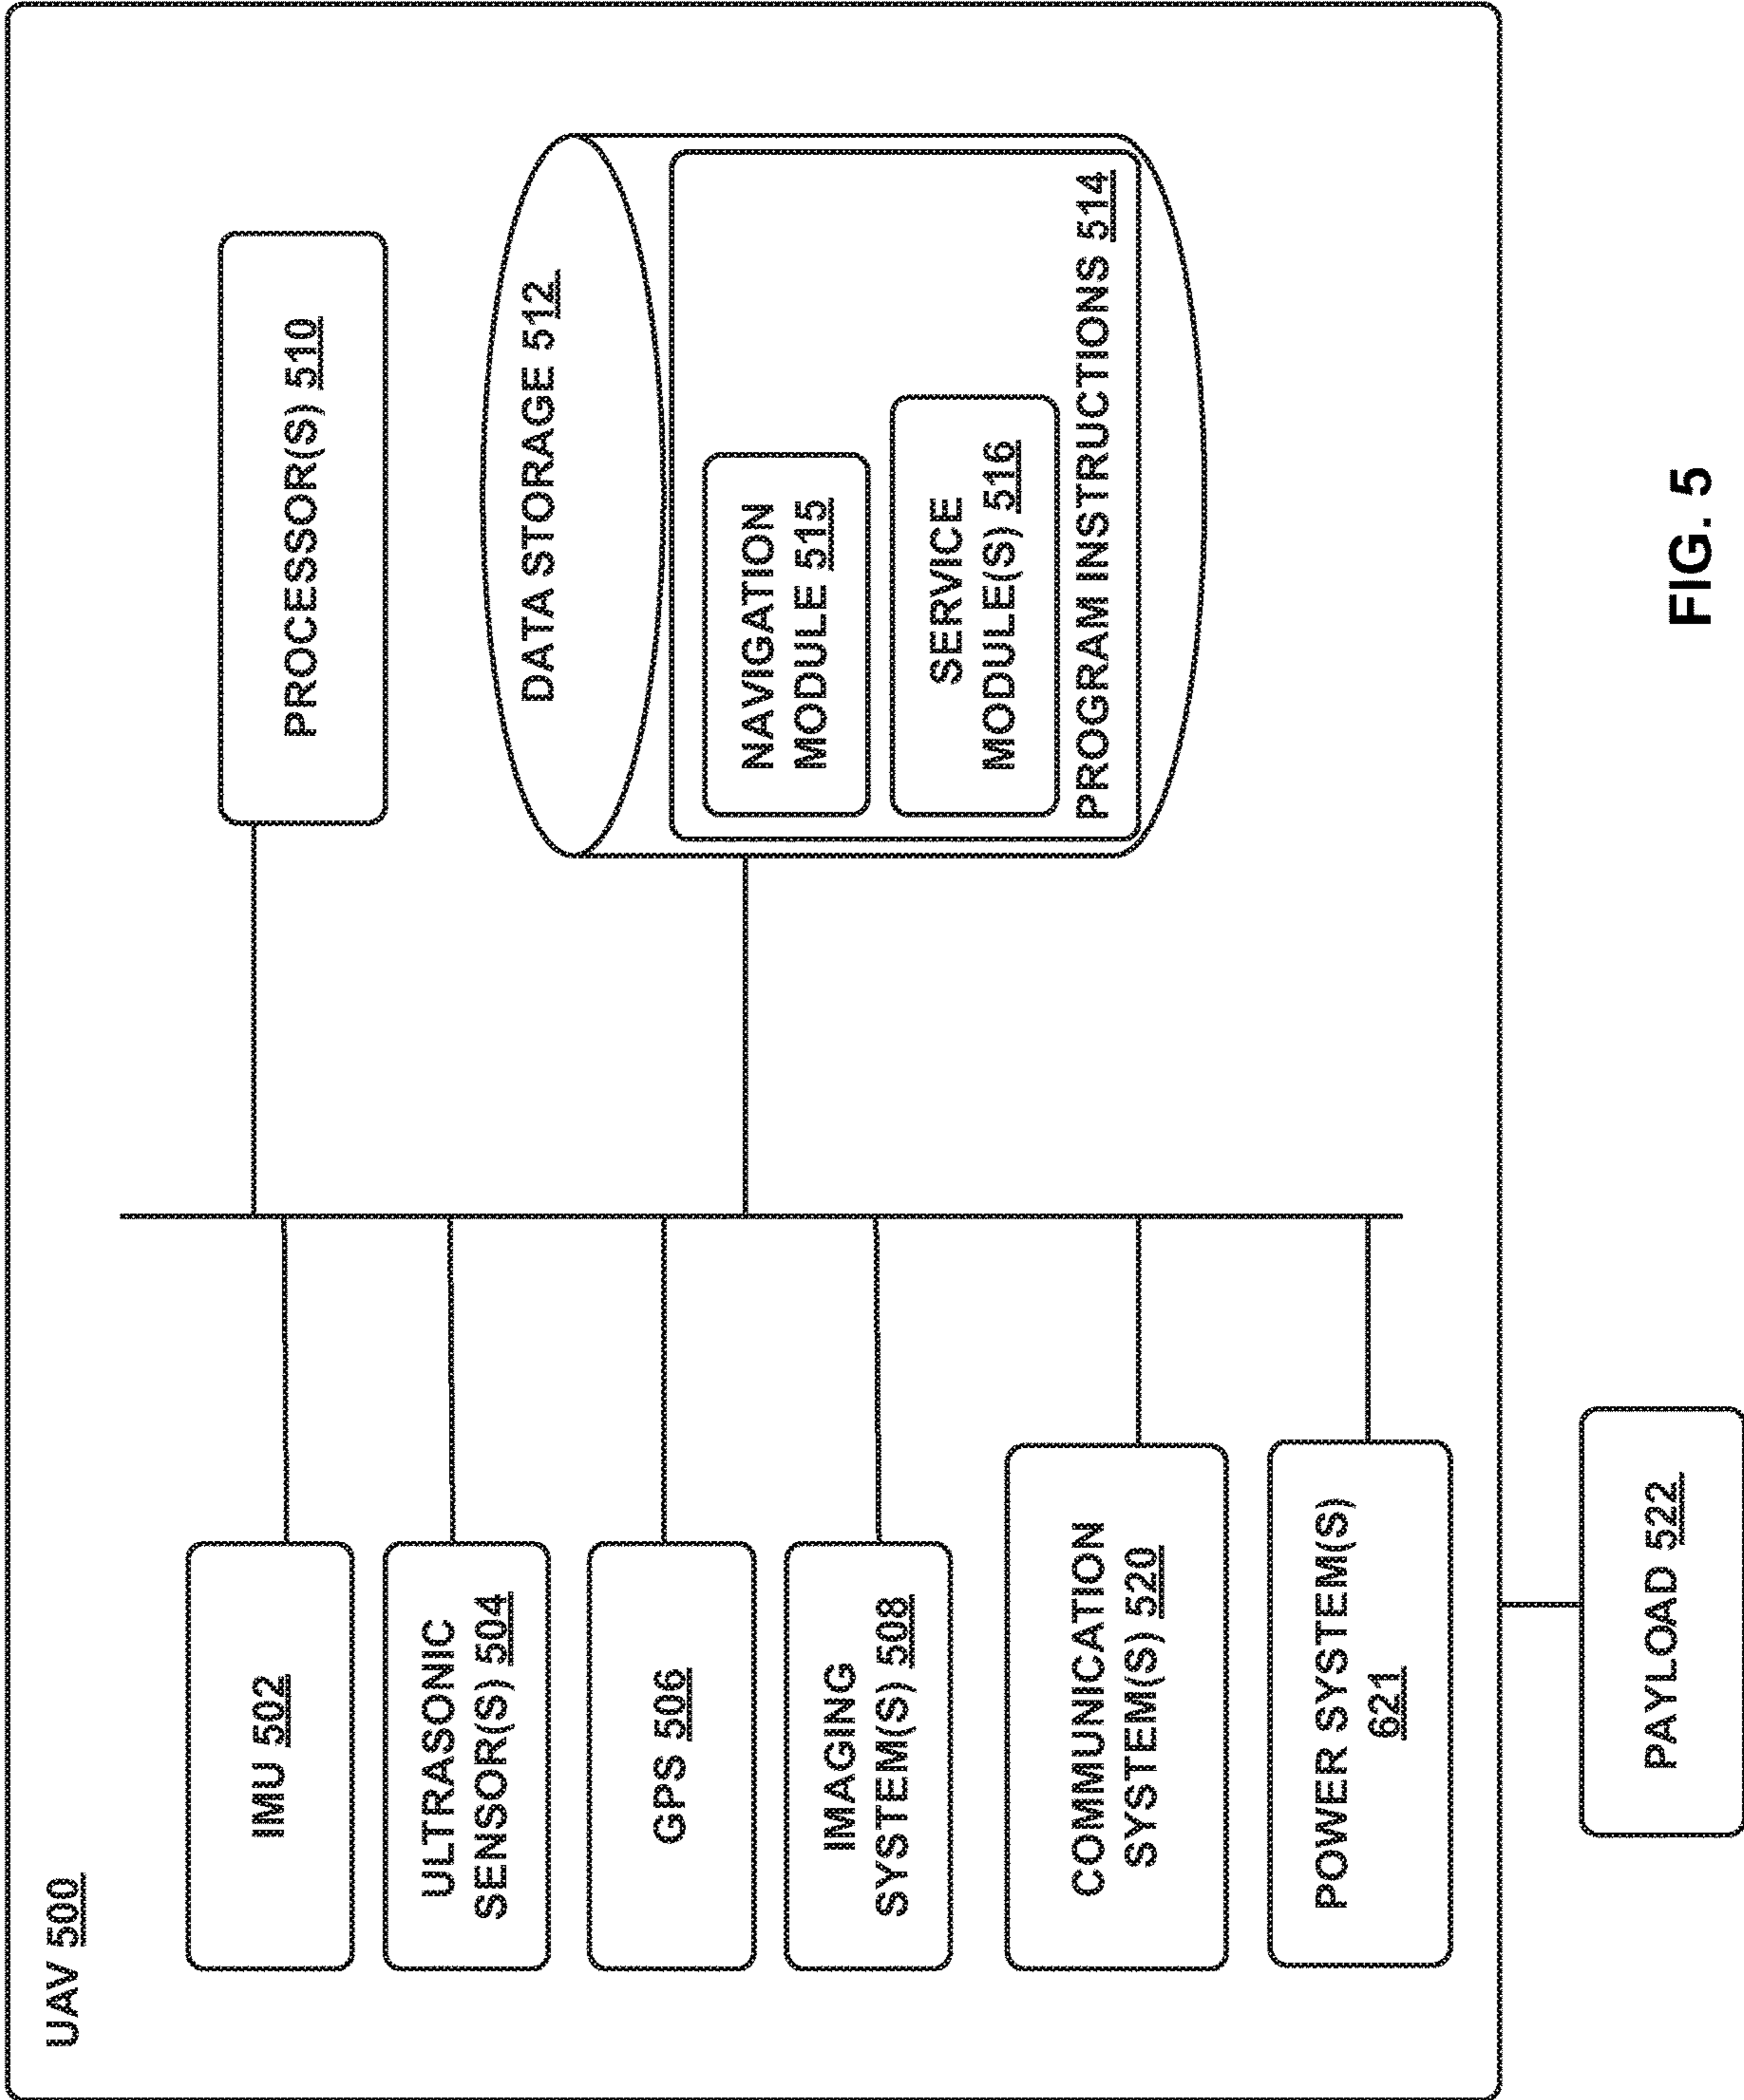 UAV 500
IMU 502
ULTRASONIC
SENSOR(S) 504
GPS 506
IMAGING
SYSTEM(S) 508
COMMUNICATION
SYSTEM(S) 520
POWER SYSTEM(S)
621
PROCESSOR(S) 510
DATA STORAGE 512
NAVIGATION
MODULE 515
SERVICE
MODULE(S) 516
PROGRAM INSTRUCTIONS 514
PAYLOAD 522
FIG. 5